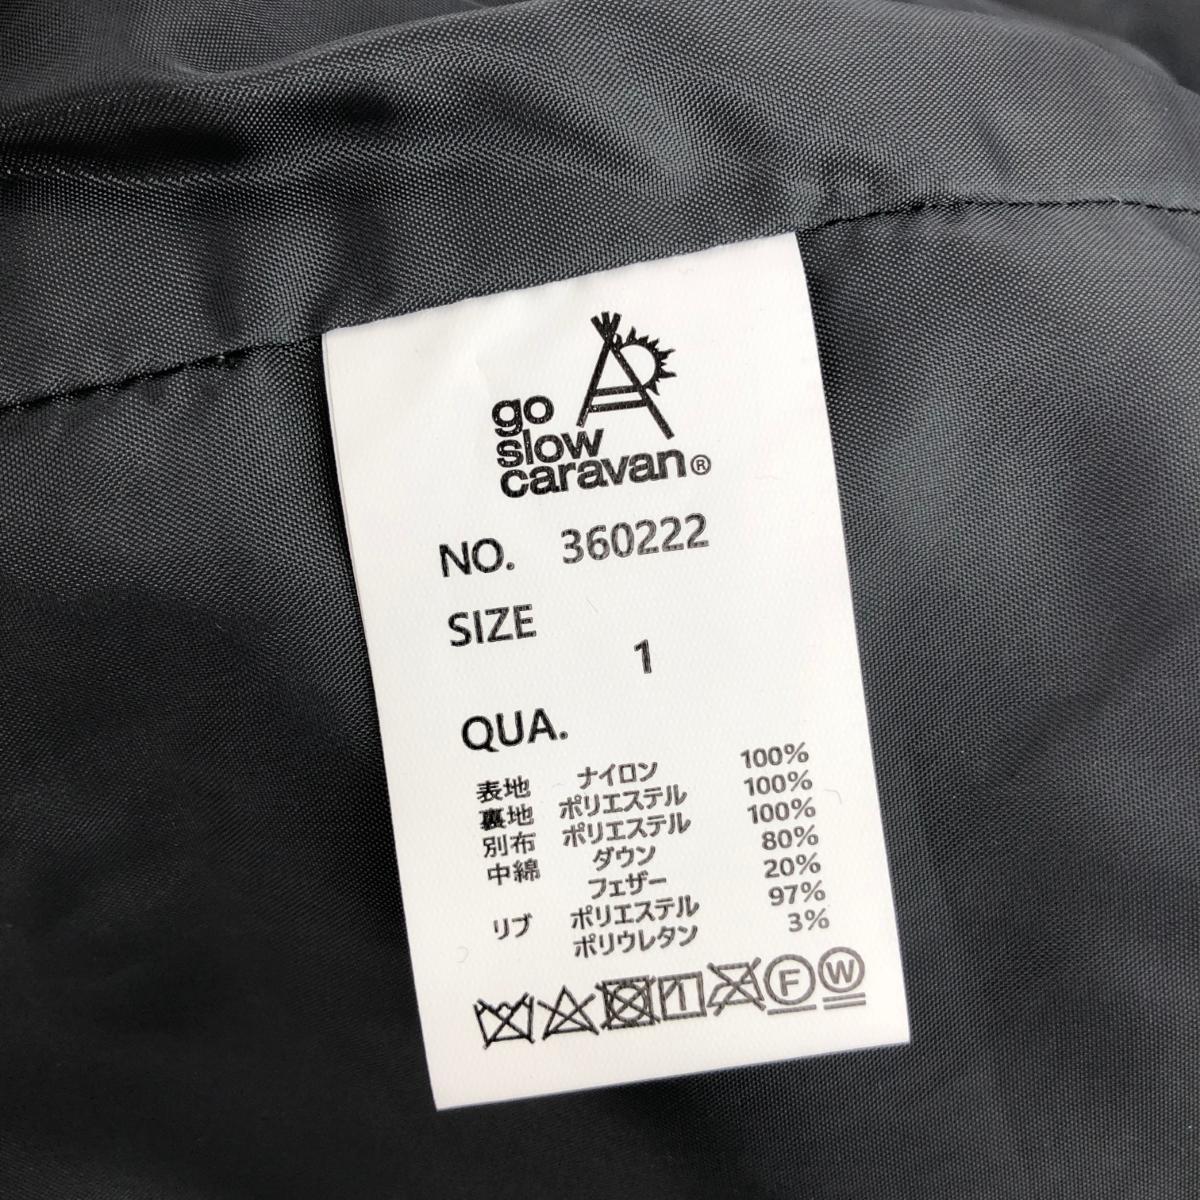 go
slow
caravan®
NO. 360222
SIZE
1
QUA.
表地 ナイロン 100%
裏地 ポリエステル 100%
別布 ポリエステル 100%
中綿 ダウン 80%
フェザー 20%
リブ ポリエステル 97%
ポリウレタン 3%
F W